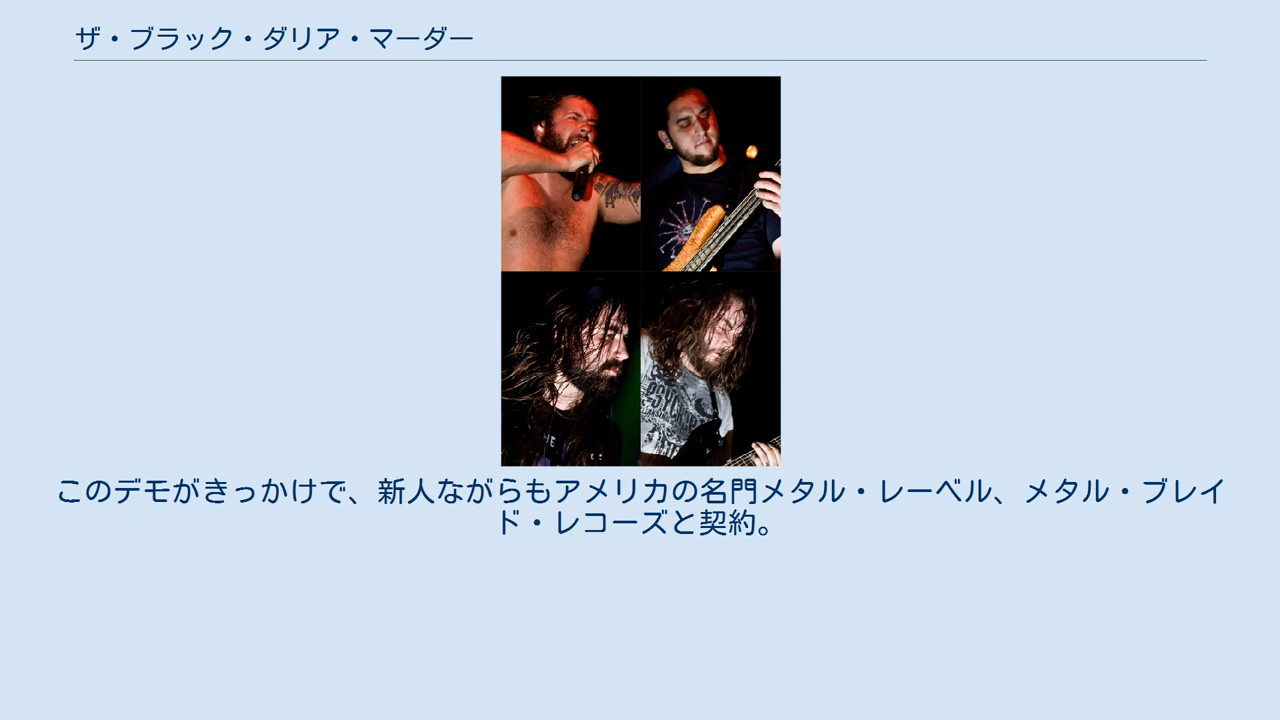 ザ・ブラック・ダリア・マーダー
このデモがきっかけで、新人ながらもアメリカの名門メタル・レーベル、メタル・ブレイ
ド・レコーズと契約。